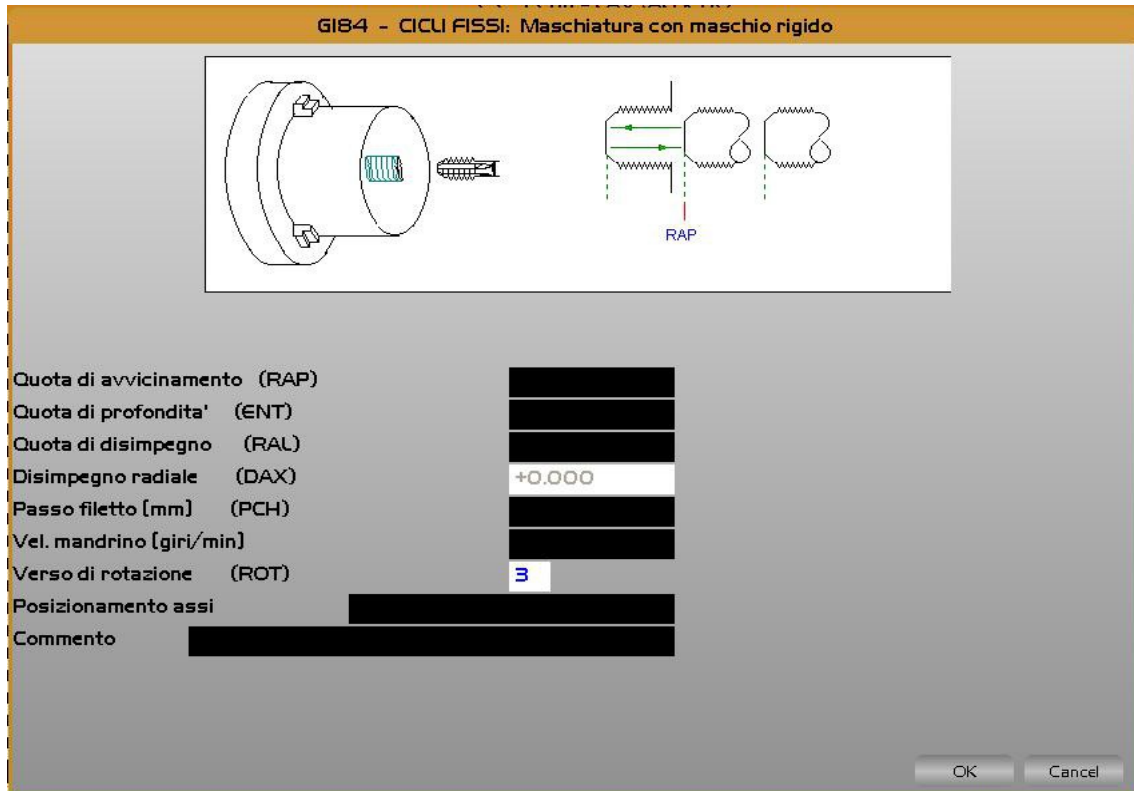 G184 - CICLI FISSI: Maschiatura con maschio rigido
RAP
Quota di avvicinamento (RAP)
Quota di profondita' (ENT)
Quota di disimpegno (RAL)
Disimpegno radiale (DAX) +0.000
Passo filetto [mm] (PCH)
Vel. mandrino [giri/min]
Verso di rotazione (ROT) 3
Posizionamento assi
Commento
OK Cancel